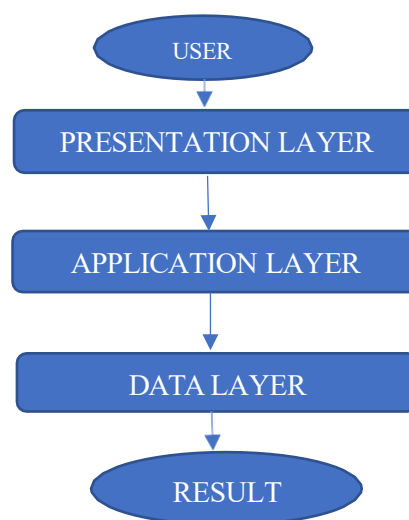 USER
PRESENTATION LAYER
APPLICATION LAYER
DATA LAYER
RESULT